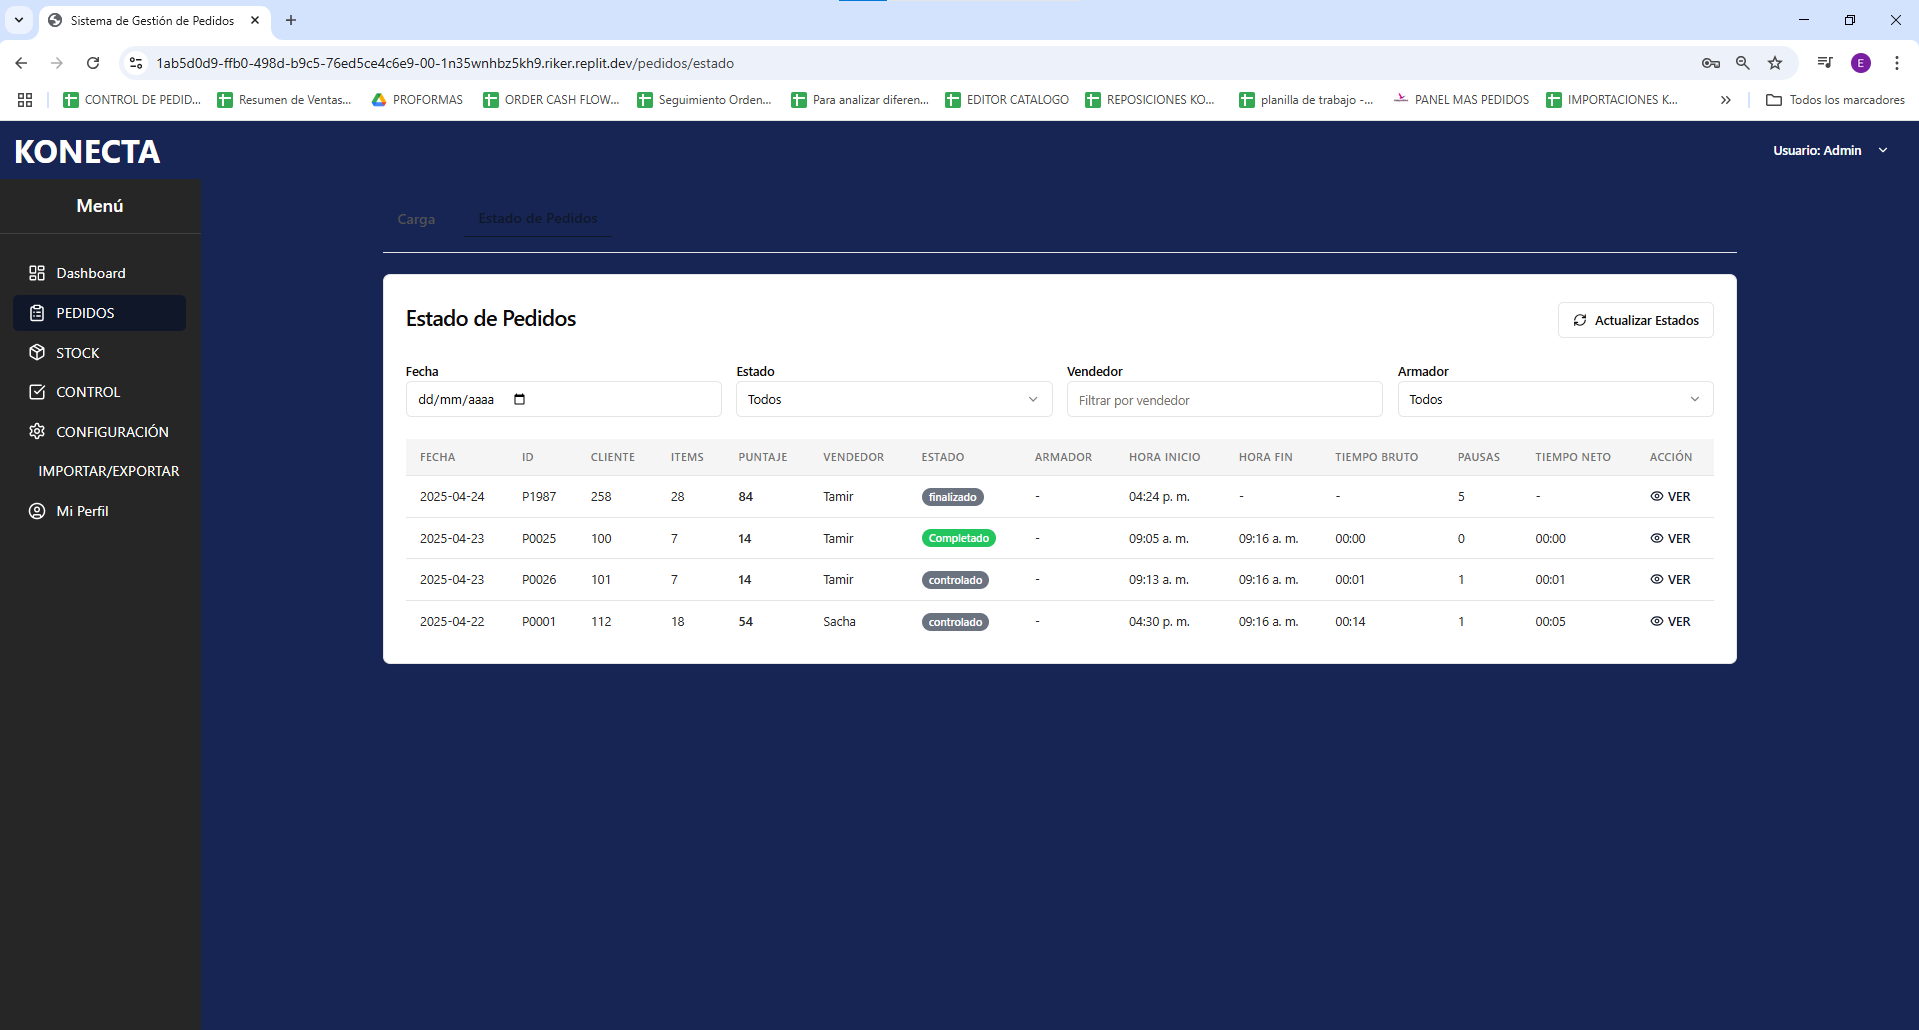 Sistema de Gestión de Pedidos
1ab5d0d9-ffb0-498d-b9c5-76ed5ce4c6e9-00-1n35wnhbz5kh9.riker.replit.dev/pedidos/estado
E
CONTROL DE PEDID...
Resumen de Ventas...
PROFORMAS
ORDER CASH FLOW...
Seguimiento Orden...
Para analizar diferen...
EDITOR CATALOGO
REPOSICIONES KO...
planilla de trabajo -...
PANEL MAS PEDIDOS
IMPORTACIONES K...
Todos los marcadores
KONECTA
Usuario: Admin
Menú
Dashboard
PEDIDOS
STOCK
CONTROL
CONFIGURACIÓN
IMPORTAR/EXPORTAR
Mi Perfil
Carga
Estado de Pedidos
Estado de Pedidos
Actualizar Estados
Fecha Estado Vendedor Armador
dd/mm/aaaa Todos Filtrar por vendedor Todos
FECHA ID CLIENTE ITEMS PUNTAJE VENDEDOR ESTADO ARMADOR HORA INICIO HORA FIN TIEMPO BRUTO PAUSAS TIEMPO NETO ACCIÓN
2025-04-24 P1987 258 28 84 Tamir finalizado - 04:24 p. m. - - 5 - VER
2025-04-23 P0025 100 7 14 Tamir Completado - 09:05 a. m. 09:16 a. m. 00:00 0 00:00 VER
2025-04-23 P0026 101 7 14 Tamir controlado - 09:13 a. m. 09:16 a. m. 00:01 1 00:01 VER
2025-04-22 P0001 112 18 54 Sacha controlado - 04:30 p. m. 09:16 a. m. 00:14 1 00:05 VER